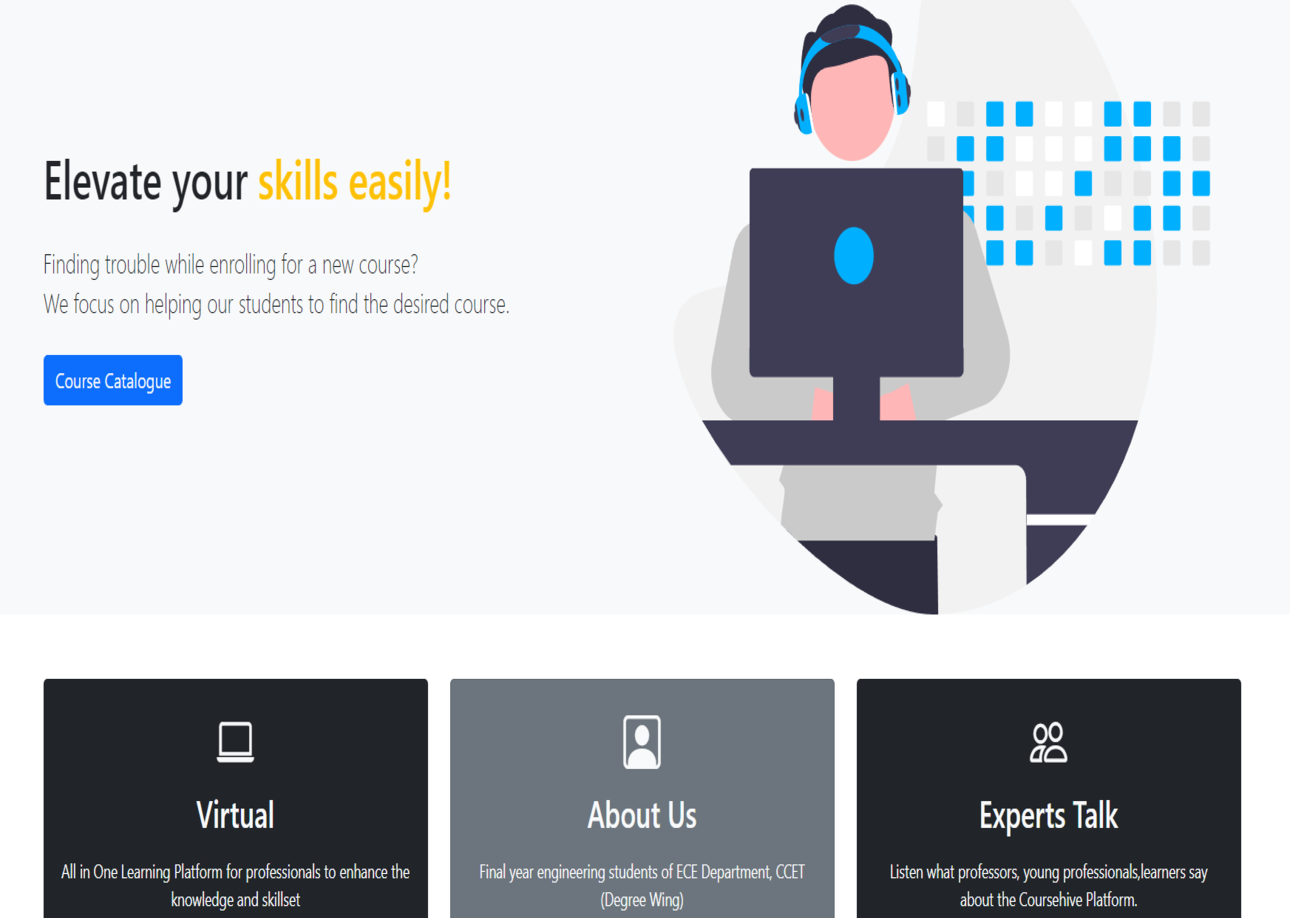 Elevate your skills easily!
Finding trouble while enrolling for a new course?
We focus on helping our students to find the desired course.
Course Catalogue
Virtual
All in One Learning Platform for professionals to enhance the
knowledge and skillset
About Us
Final year engineering students of ECE Department, CCET
(Degree Wing)
Experts Talk
Listen what professors, young professionals,learners say
about the Coursehive Platform.